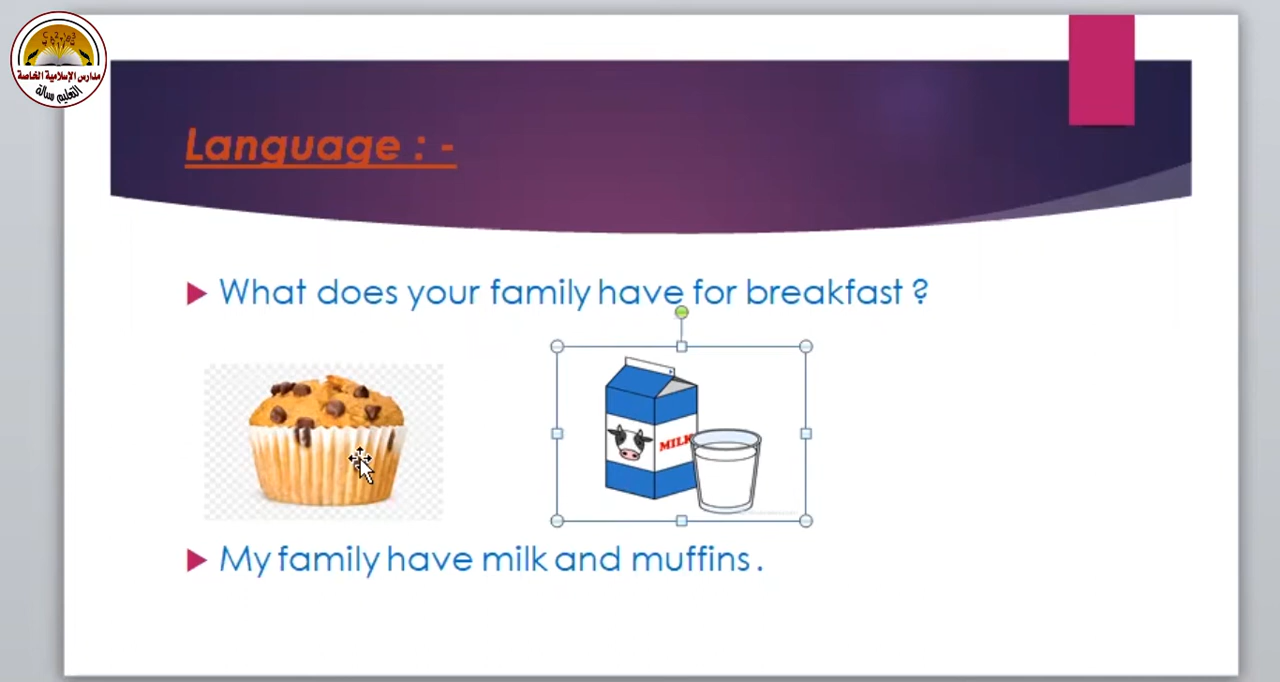 مدارس الإسلامية الخاصة
التعليم رسالة
Language : -
What does your family have for breakfast ?
MILK
My family have milk and muffins .